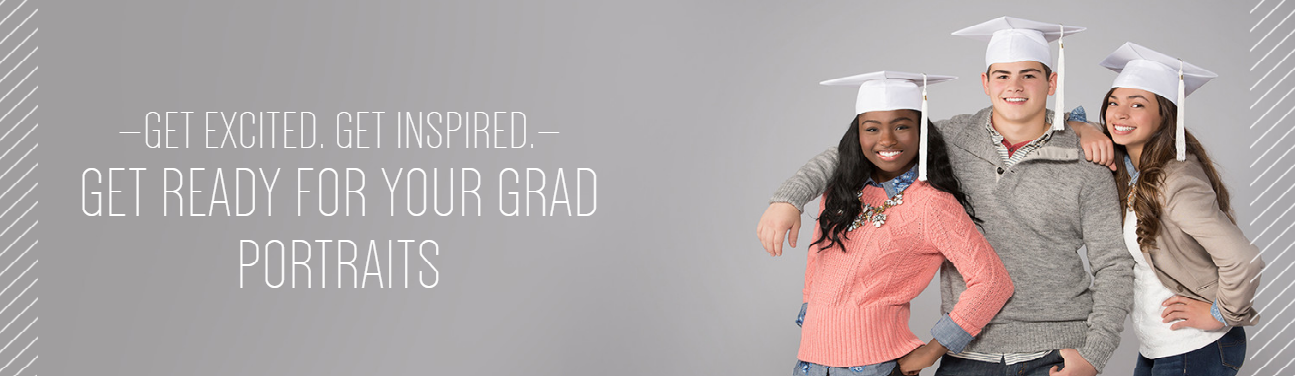 –GET EXCITED. GET INSPIRED.–
GET READY FOR YOUR GRAD
PORTRAITS